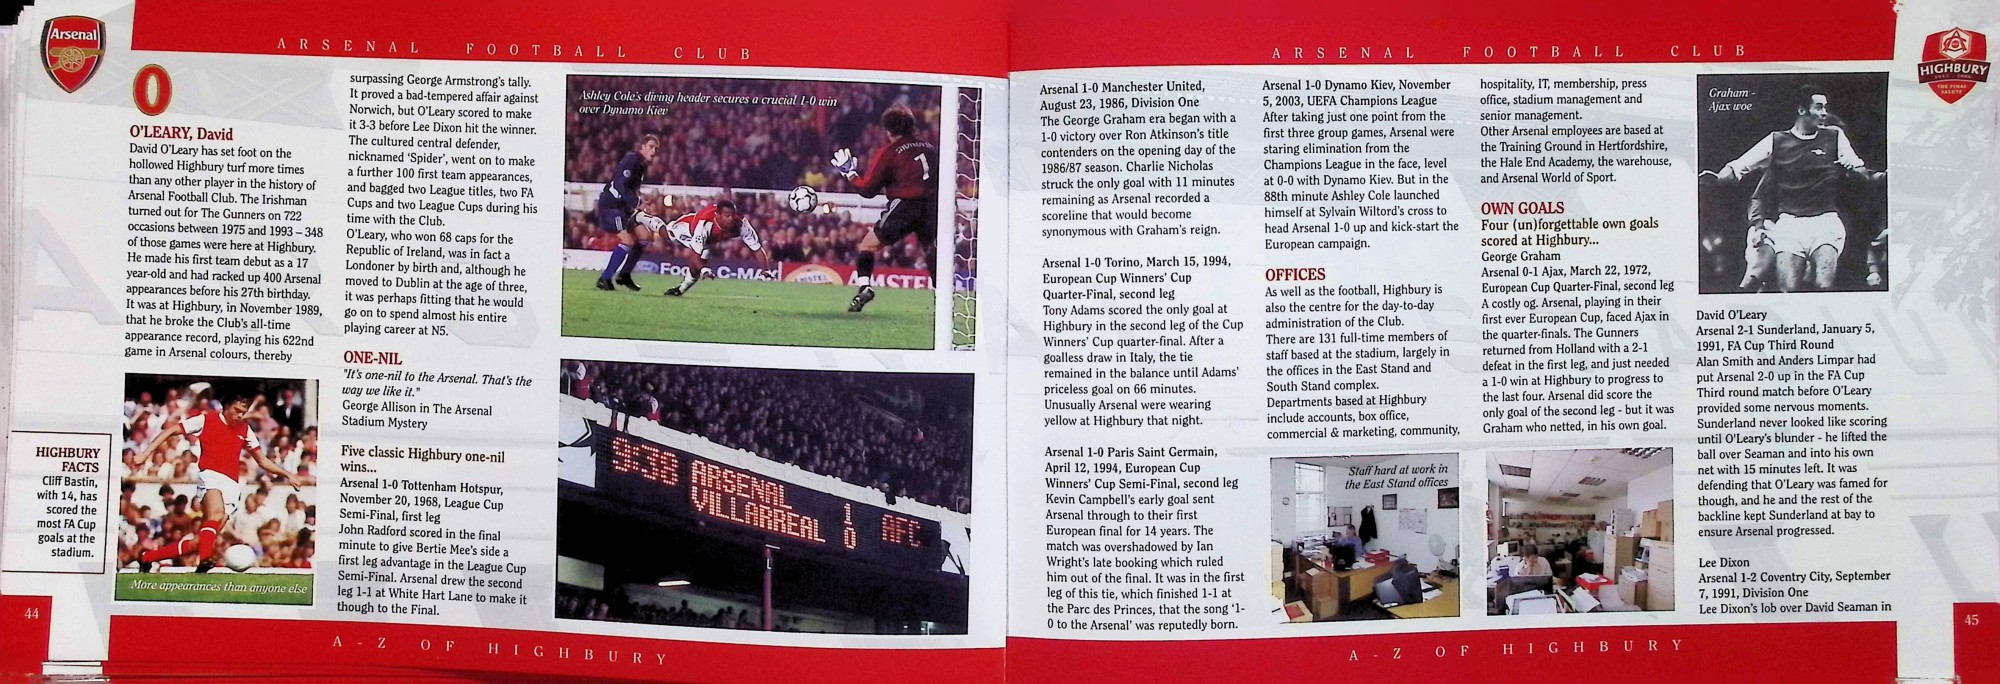 Arsenal
ARSENAL FOOTBALL CLUB
O
O'LEARY, David
David O'Leary has set foot on the
hollowed Highbury turf more times
than any other player in the history of
Arsenal Football Club. The Irishman
turned out for The Gunners on 722
occasions between 1975 and 1993 – 348
of those games were here at Highbury.
He made his first team debut as a 17
year-old and had racked up 400 Arsenal
appearances before his 27th birthday.
It was at Highbury, in November 1989,
that he broke the Club's all-time
appearance record, playing his 622nd
game in Arsenal colours, thereby
More appearances than anyone else
HIGHBURY
FACTS
Cliff Bastin,
with 14, has
scored the
most FA Cup
goals at the
stadium.
44
surpassing George Armstrong's tally.
It proved a bad-tempered affair against
Norwich, but O'Leary scored to make
it 3-3 before Lee Dixon hit the winner.
The cultured central defender,
nicknamed 'Spider', went on to make
a further 100 first team appearances,
and bagged two League titles, two FA
Cups and two League Cups during his
time with the Club.
O'Leary, who won 68 caps for the
Republic of Ireland, was in fact a
Londoner by birth and, although he
moved to Dublin at the age of three,
it was perhaps fitting that he would
go on to spend almost his entire
playing career at N5.
ONE-NIL
"It's one-nil to the Arsenal. That's the
way we like it."
George Allison in The Arsenal
Stadium Mystery
Five classic Highbury one-nil
wins...
Arsenal 1-0 Tottenham Hotspur,
November 20, 1968, League Cup
Semi-Final, first leg
John Radford scored in the final
minute to give Bertie Mee's side a
first leg advantage in the League Cup
Semi-Final. Arsenal drew the second
leg 1-1 at White Hart Lane to make it
though to the Final.
Ashley Cole's diving header secures a crucial 1-0 win
over Dynamo Kiev
1
Ford Focus C-MAX
AMSTEL
9:38 ARSENAL 1 AFC
VILLARREAL 0
A-Z OF HIGHBURY
ARSENAL FOOTBALL CLUB
HIGHBURY
THE FINAL
SALUTE
Arsenal 1-0 Manchester United,
August 23, 1986, Division One
The George Graham era began with a
1-0 victory over Ron Atkinson's title
contenders on the opening day of the
1986/87 season. Charlie Nicholas
struck the only goal with 11 minutes
remaining as Arsenal recorded a
scoreline that would become
synonymous with Graham's reign.
Arsenal 1-0 Torino, March 15, 1994,
European Cup Winners' Cup
Quarter-Final, second leg
Tony Adams scored the only goal at
Highbury in the second leg of the Cup
Winners' Cup quarter-final. After a
goalless draw in Italy, the tie
remained in the balance until Adams'
priceless goal on 66 minutes.
Unusually Arsenal were wearing
yellow at Highbury that night.
Arsenal 1-0 Paris Saint Germain,
April 12, 1994, European Cup
Winners' Cup Semi-Final, second leg
Kevin Campbell's early goal sent
Arsenal through to their first
European final for 14 years. The
match was overshadowed by Ian
Wright's late booking which ruled
him out of the final. It was in the first
leg of this tie, which finished 1-1 at
the Parc des Princes, that the song '1-
0 to the Arsenal' was reputedly born.
Arsenal 1-0 Dynamo Kiev, November
5, 2003, UEFA Champions League
After taking just one point from the
first three group games, Arsenal were
staring elimination from the
Champions League in the face, level
at 0-0 with Dynamo Kiev. But in the
88th minute Ashley Cole launched
himself at Sylvain Wiltord's cross to
head Arsenal 1-0 up and kick-start the
European campaign.
OFFICES
As well as the football, Highbury is
also the centre for the day-to-day
administration of the Club.
There are 131 full-time members of
staff based at the stadium, largely in
the offices in the East Stand and
South Stand complex.
Departments based at Highbury
include accounts, box office,
commercial & marketing, community,
Staff hard at work in
the East Stand offices
hospitality, IT, membership, press
office, stadium management and
senior management.
Other Arsenal employees are based at
the Training Ground in Hertfordshire,
the Hale End Academy, the warehouse,
and Arsenal World of Sport.
OWN GOALS
Four (un)forgettable own goals
scored at Highbury...
George Graham
Arsenal 0-1 Ajax, March 22, 1972,
European Cup Quarter-Final, second leg
A costly og. Arsenal, playing in their
first ever European Cup, faced Ajax in
the quarter-finals. The Gunners
returned from Holland with a 2-1
defeat in the first leg, and just needed
a 1-0 win at Highbury to progress to
the last four. Arsenal did score the
only goal of the second leg - but it was
Graham who netted, in his own goal.
Graham -
Ajax woe
David O'Leary
Arsenal 2-1 Sunderland, January 5,
1991, FA Cup Third Round
Alan Smith and Anders Limpar had
put Arsenal 2-0 up in the FA Cup
Third round match before O'Leary
provided some nervous moments.
Sunderland never looked like scoring
until O'Leary's blunder - he lifted the
ball over Seaman and into his own
net with 15 minutes left. It was
defending that O'Leary was famed for
though, and he and the rest of the
backline kept Sunderland at bay to
ensure Arsenal progressed.
Lee Dixon
Arsenal 1-2 Coventry City, September
7, 1991, Division One
Lee Dixon's lob over David Seaman in
45
A-Z OF HIGHBURY